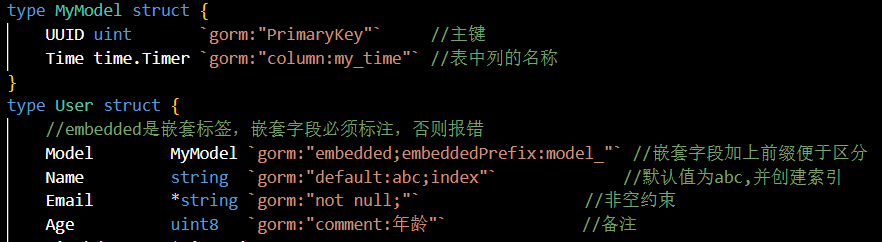 type MyModel struct {
    UUID uint     `gorm:"PrimaryKey"`     //主键
    Time time.Timer `gorm:"column:my_time"` //表中列的名称
}
type User struct {
    //embedded是嵌套标签，嵌套字段必须标注，否则报错
    Model     MyModel `gorm:"embedded;embeddedPrefix:model_"` //嵌套字段加上前缀便于区分
    Name      string  `gorm:"default:abc;index"`              //默认值为abc,并创建索引
    Email     *string `gorm:"not null;"`                 //非空约束
    Age       uint8   `gorm:"comment:年龄"`               //备注